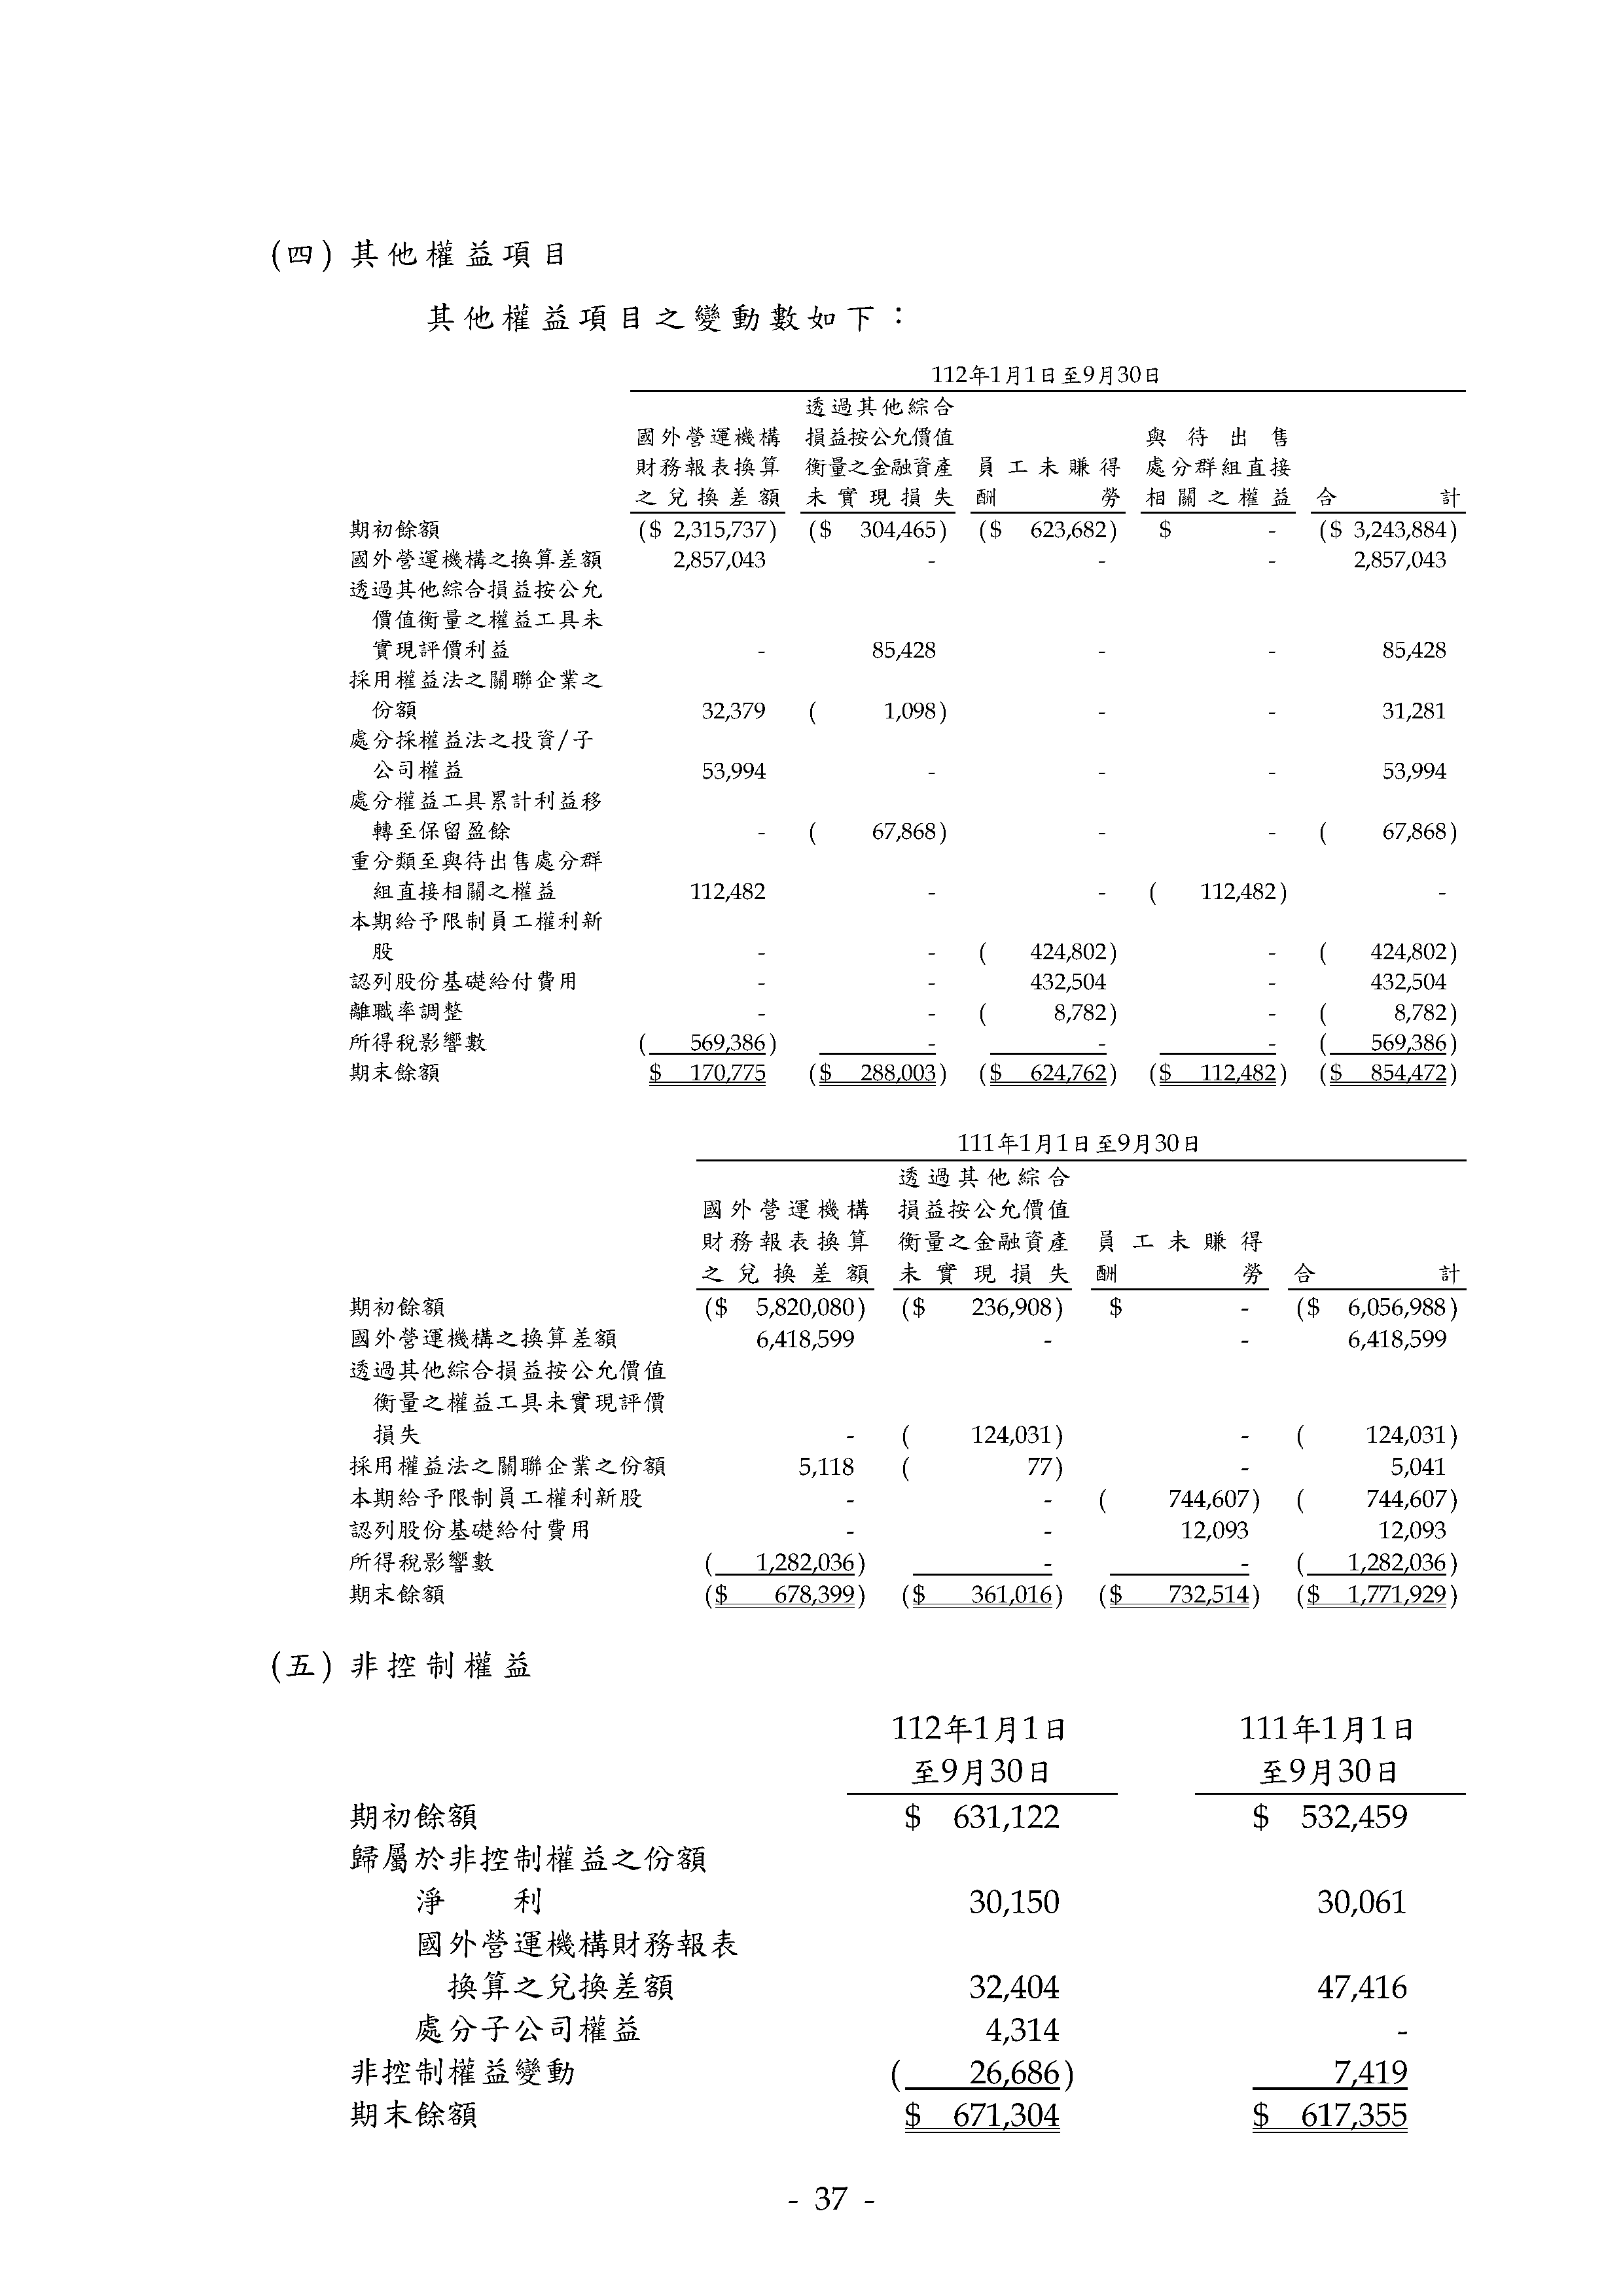 (四) 其他權益項目
其他權益項目之變動數如下：
112年1月1日至9月30日
透過其他綜合
國外營運機構 損益按公允價值 與待出售
財務報表換算 衡量之金融資產 員工未賺得 處分群組直接
之兌換差額 未實現損失 酬勞 相關之權益 合計
期初餘額 ($ 2,315,737) ($ 304,465) ($ 623,682) $ - ($ 3,243,884)
國外營運機構之換算差額 2,857,043 - - - 2,857,043
透過其他綜合損益按公允
價值衡量之權益工具未
實現評價利益 - 85,428 - - 85,428
採用權益法之關聯企業之
份額 32,379 ( 1,098) - - 31,281
處分採權益法之投資/子
公司權益 53,994 - - - 53,994
處分權益工具累計利益移
轉至保留盈餘 - ( 67,868) - - ( 67,868)
重分類至與待出售處分群
組直接相關之權益 112,482 - - ( 112,482) -
本期給予限制員工權利新
股 - - ( 424,802) - ( 424,802)
認列股份基礎給付費用 - - 432,504 - 432,504
離職率調整 - - ( 8,782) - ( 8,782)
所得稅影響數 ( 569,386) - - - ( 569,386)
期末餘額 $ 170,775 ($ 288,003) ($ 624,762) ($ 112,482) ($ 854,472)
111年1月1日至9月30日
透過其他綜合
國外營運機構 損益按公允價值
財務報表換算 衡量之金融資產 員工未賺得
之兌換差額 未實現損失 酬勞 合計
期初餘額 ($ 5,820,080) ($ 236,908) $ - ($ 6,056,988)
國外營運機構之換算差額 6,418,599 - - 6,418,599
透過其他綜合損益按公允價值
衡量之權益工具未實現評價
損失 - ( 124,031) - ( 124,031)
採用權益法之關聯企業之份額 5,118 ( 77) - 5,041
本期給予限制員工權利新股 - - ( 744,607) ( 744,607)
認列股份基礎給付費用 - - 12,093 12,093
所得稅影響數 ( 1,282,036) - - ( 1,282,036)
期末餘額 ($ 678,399) ($ 361,016) ($ 732,514) ($ 1,771,929)
(五) 非控制權益
112年1月1日 111年1月1日
至9月30日 至9月30日
期初餘額 $ 631,122 $ 532,459
歸屬於非控制權益之份額
淨利 30,150 30,061
國外營運機構財務報表
換算之兌換差額 32,404 47,416
處分子公司權益 4,314 -
非控制權益變動 ( 26,686) 7,419
期末餘額 $ 671,304 $ 617,355
- 37 -